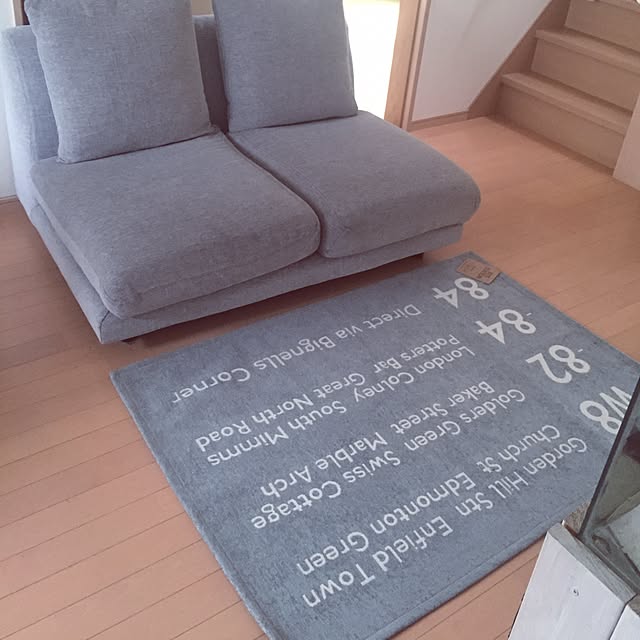 84
Direct via Bignells Corner
84
London Colney South Mimms
Potters Bar Great North Road
82
Golders Green Swiss Cottage
Baker Street Marble Arch
W8
Gordon Hill Stn Enfield Town
Church St Edmonton Green